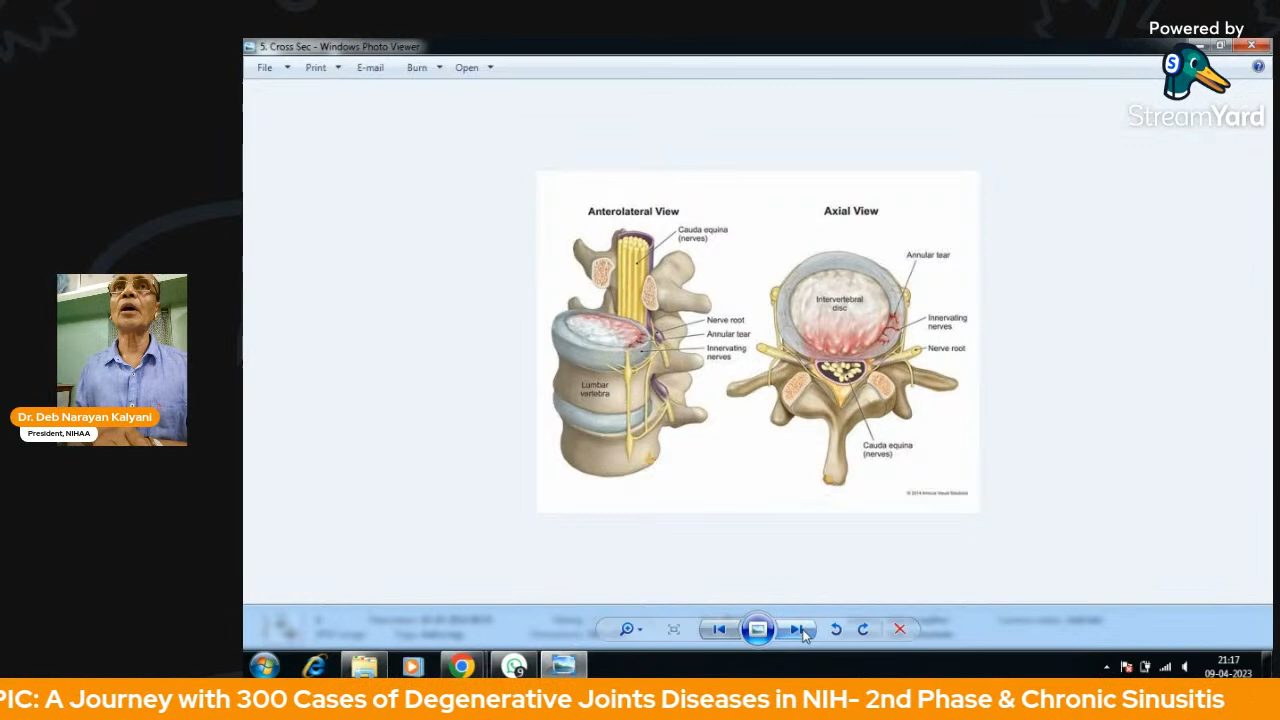 Powered by
StreamYard
5. Cross Sec - Windows Photo Viewer
File
Print
E-mail
Burn
Open
Anterolateral View
Cauda equina
(nerves)
Nerve root
Annular tear
Innervating
nerves
Lumbar
vertebra
Axial View
Annular tear
Intervertebral
disc
Innervating
nerves
Nerve root
Cauda equina
(nerves)
Dr. Deb Narayan Kalyani
President, NIHAA
21:17
09-04-2023
PIC: A Journey with 300 Cases of Degenerative Joints Diseases in NIH- 2nd Phase & Chronic Sinusitis